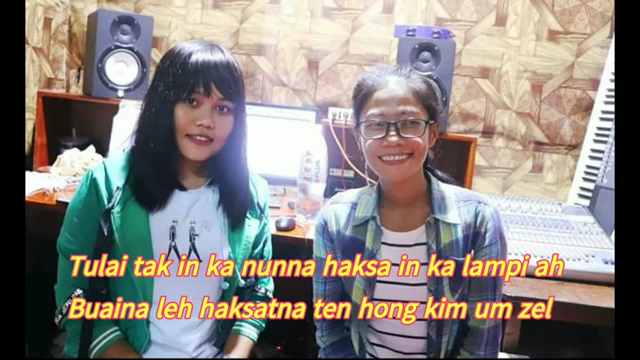 Tulai tak in ka nunna haksa in ka lampi ah
Buaina leh haksatna ten hong kim um zel